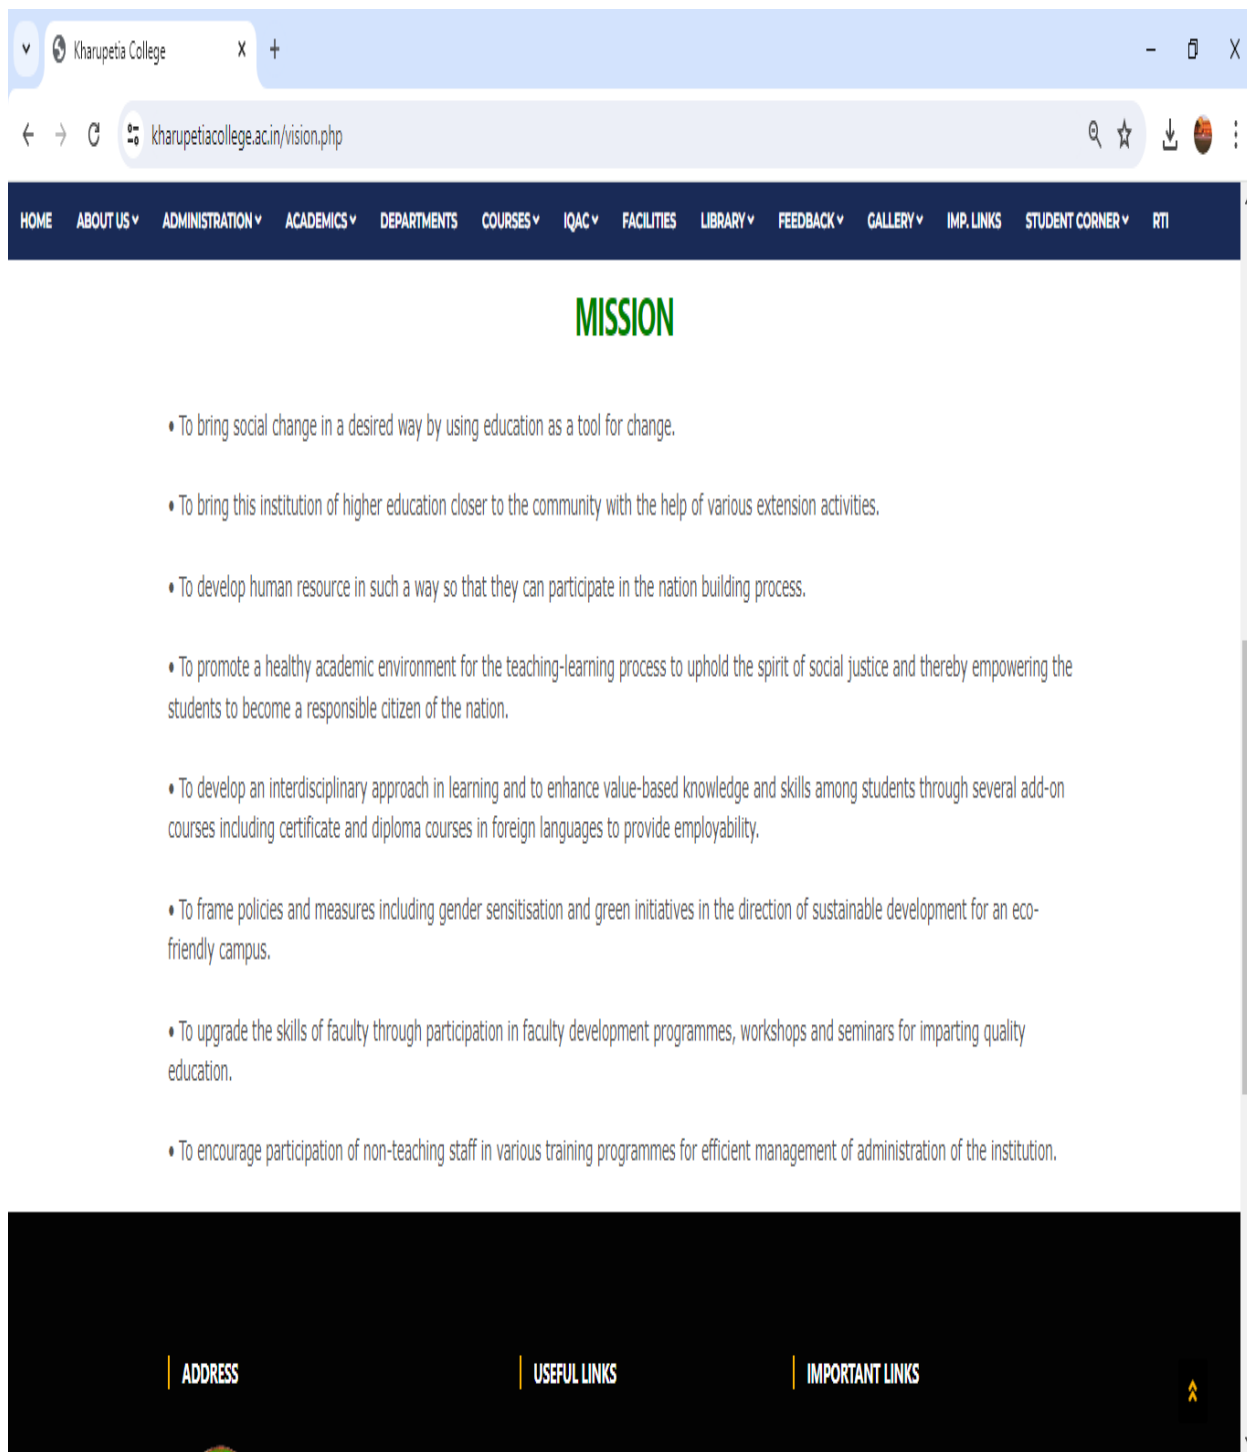 Kharupetia College
kharupetiacollege.ac.in/vision.php
HOME ABOUT US ADMINISTRATION ACADEMICS DEPARTMENTS COURSES IQAC FACILITIES LIBRARY FEEDBACK GALLERY IMP. LINKS STUDENT CORNER RTI
MISSION
• To bring social change in a desired way by using education as a tool for change.
• To bring this institution of higher education closer to the community with the help of various extension activities.
• To develop human resource in such a way so that they can participate in the nation building process.
• To promote a healthy academic environment for the teaching-learning process to uphold the spirit of social justice and thereby empowering the
students to become a responsible citizen of the nation.
• To develop an interdisciplinary approach in learning and to enhance value-based knowledge and skills among students through several add-on
courses including certificate and diploma courses in foreign languages to provide employability.
• To frame policies and measures including gender sensitisation and green initiatives in the direction of sustainable development for an eco-
friendly campus.
• To upgrade the skills of faculty through participation in faculty development programmes, workshops and seminars for imparting quality
education.
• To encourage participation of non-teaching staff in various training programmes for efficient management of administration of the institution.
ADDRESS USEFUL LINKS IMPORTANT LINKS